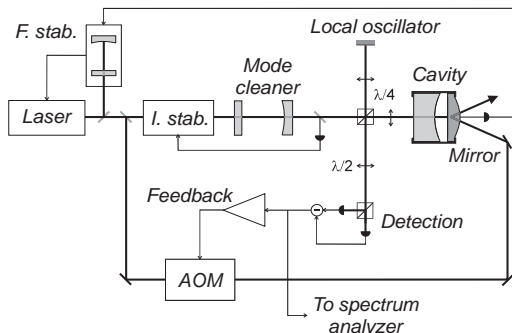 F. stab.
Local oscillator
Mode
cleaner
Cavity
λ/4
Laser
I. stab.
Mirror
λ/2
Feedback
Detection
AOM
To spectrum
analyzer